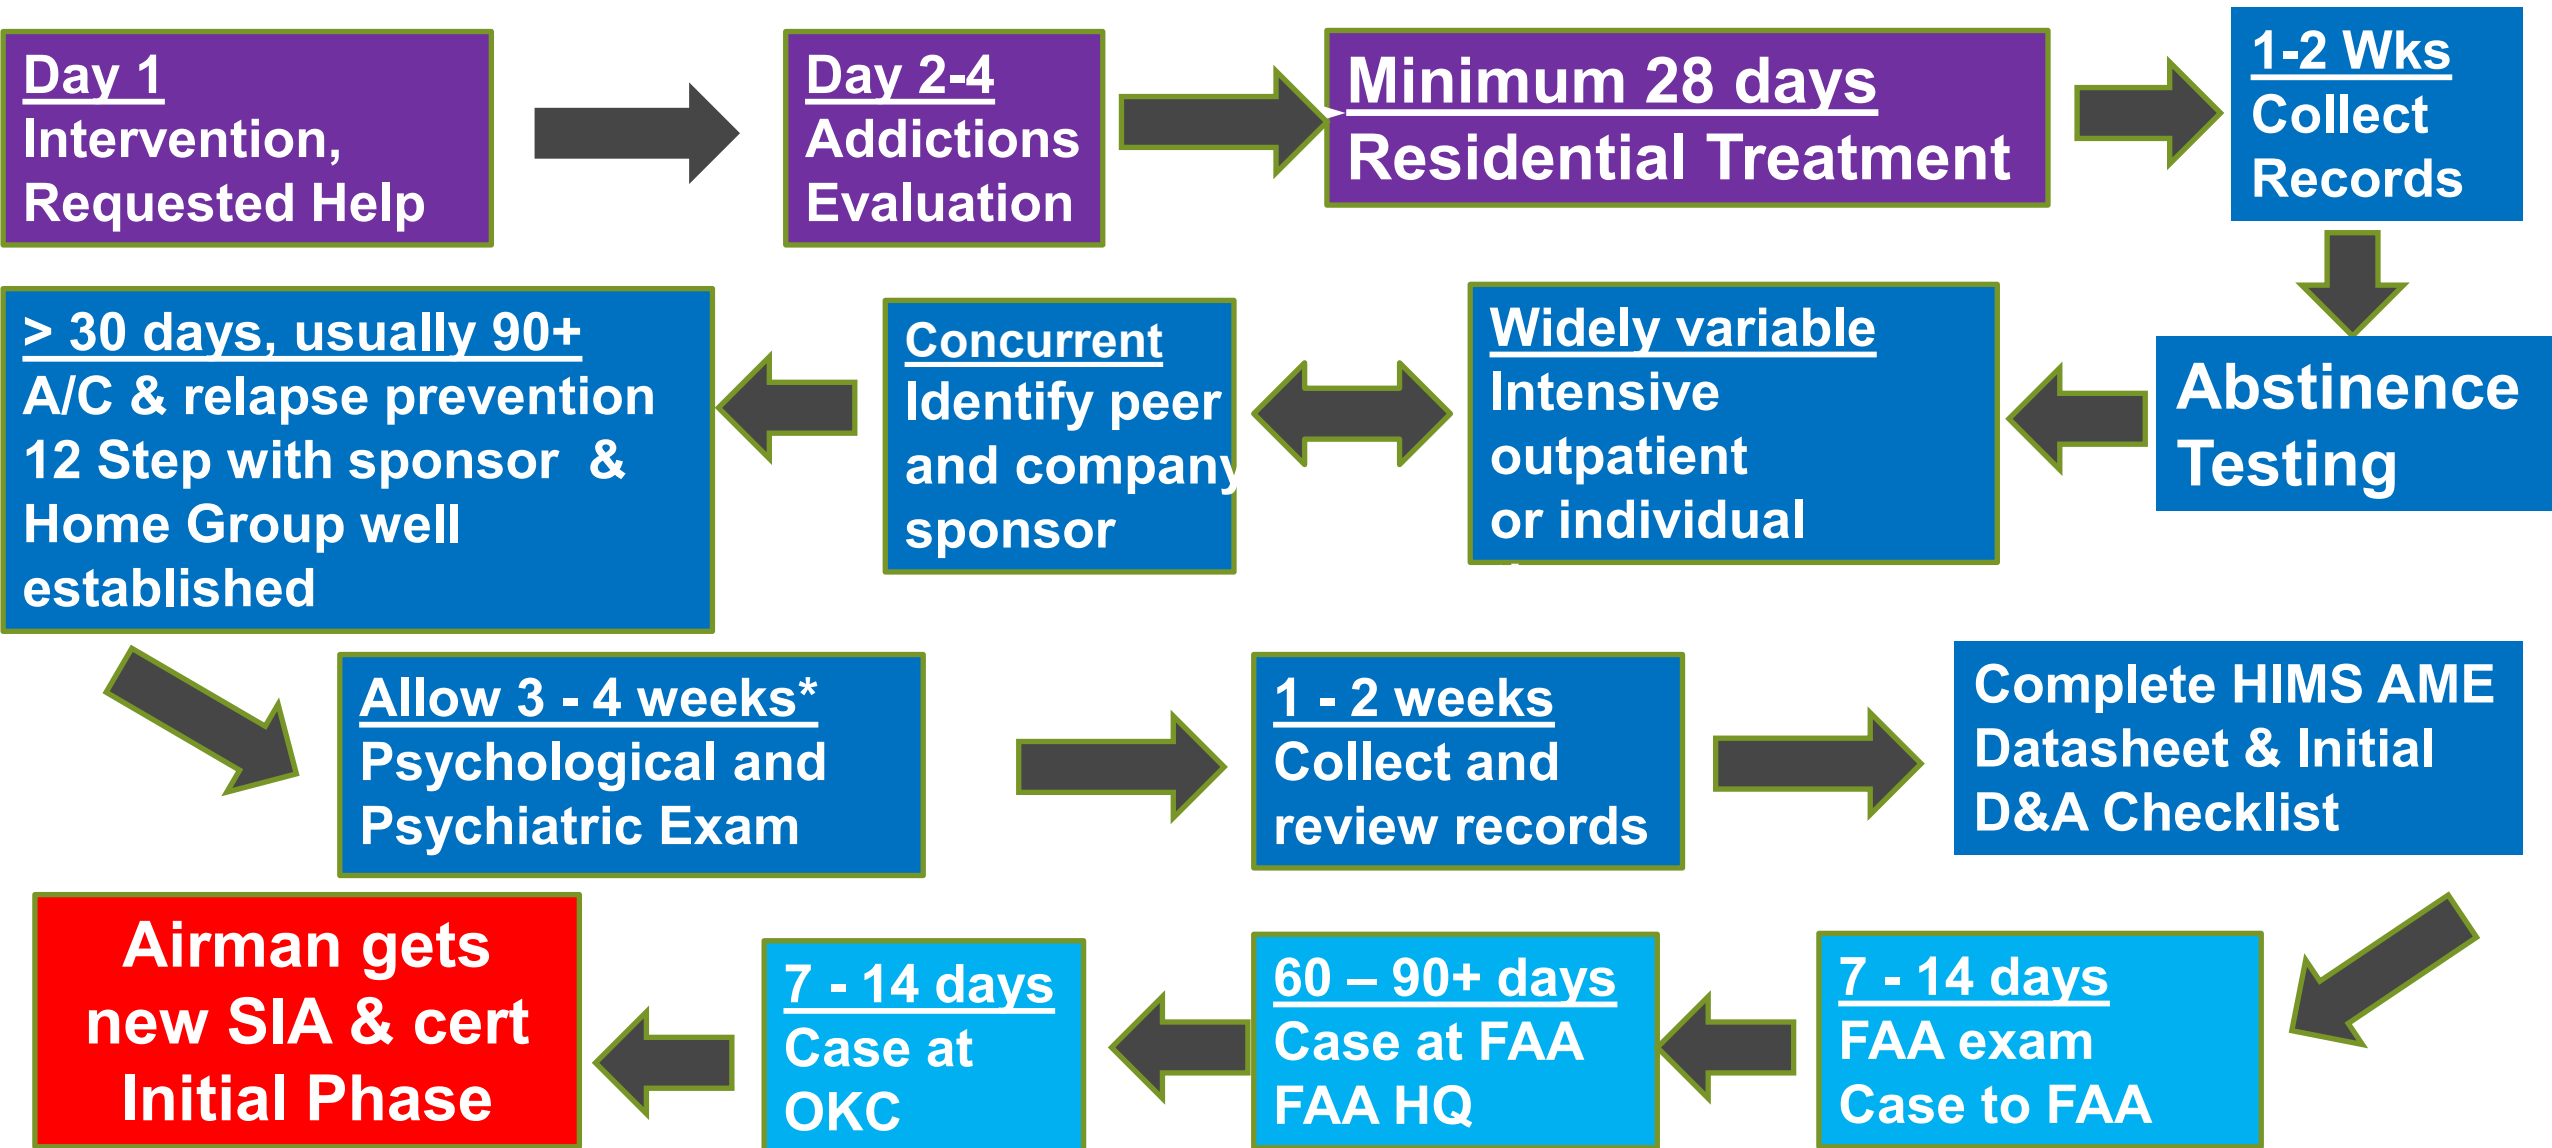 Day 1
Intervention,
Requested Help
Day 2-4
Addictions
Evaluation
Minimum 28 days
Residential Treatment
1-2 Wks
Collect
Records
Abstinence
Testing
Widely variable
Intensive
outpatient
or individual
Concurrent
Identify peer
and company
sponsor
> 30 days, usually 90+
A/C & relapse prevention
12 Step with sponsor &
Home Group well
established
Allow 3 - 4 weeks*
Psychological and
Psychiatric Exam
1 - 2 weeks
Collect and
review records
Complete HIMS AME
Datasheet & Initial
D&A Checklist
7 - 14 days
FAA exam
Case to FAA
60 – 90+ days
Case at FAA
FAA HQ
7 - 14 days
Case at
OKC
Airman gets
new SIA & cert
Initial Phase